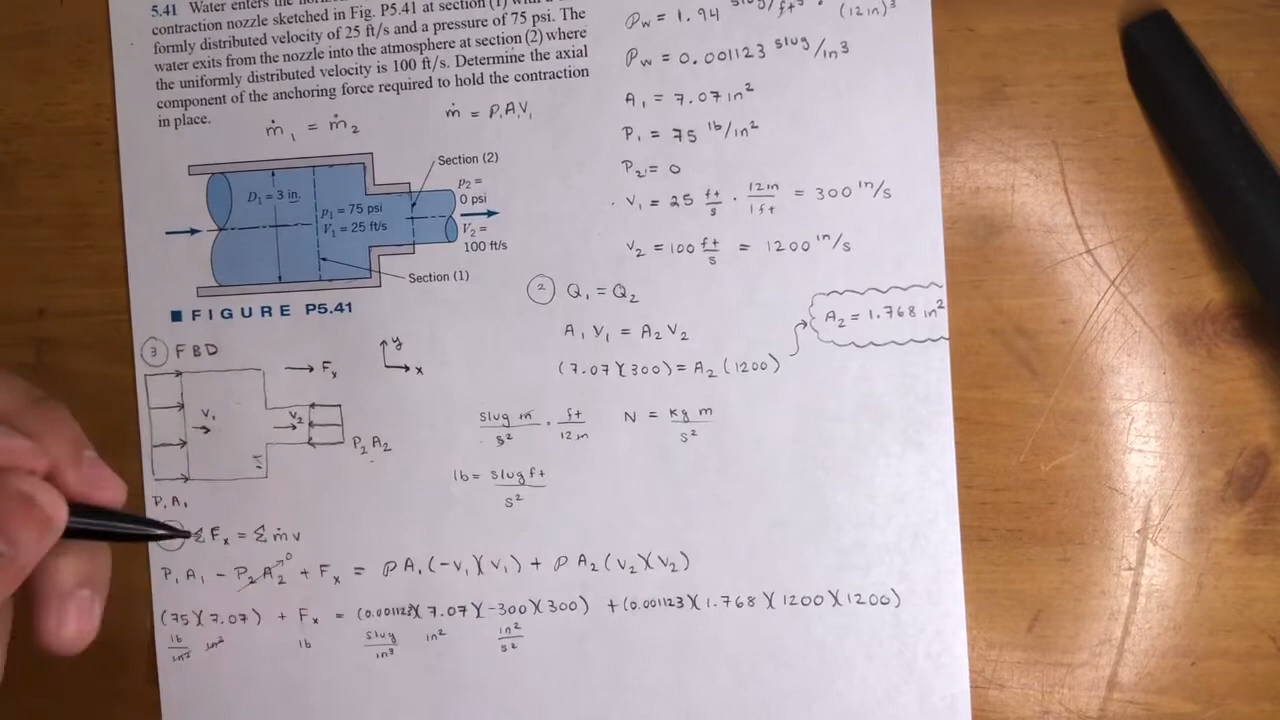 5.41 Water enters the
contraction nozzle sketched in Fig. P5.41 at section (1)
formly distributed velocity of 25 ft/s and a pressure of 75 psi. The
water exits from the nozzle into the atmosphere at section (2) where
the uniformly distributed velocity is 100 ft/s. Determine the axial
component of the anchoring force required to hold the contraction
in place.
ṁ = P₁A₁V₁
ṁ₁ = ṁ₂
Section (2)
D₁ = 3 in.
P₁ = 75 psi
V₁ = 25 ft/s
P₂ =
0 psi
V₂ =
100 ft/s
Section (1)
■ FIGURE P5.41
ρw = 1.94 slug/ft³ · (12in)³
ρw = 0.001123 slug/in³
A₁ = 7.07 in²
P₁ = 75 lb/in²
P₂ = 0
V₁ = 25 ft/s · 12in/1ft = 300 in/s
V₂ = 100 ft/s = 1200 in/s
② Q₁ = Q₂
A₁V₁ = A₂V₂
(7.07)(300) = A₂(1200)
A₂ = 1.768 in²
③ FBD
Fx
y
x
V₁
V₂
P₂A₂
P₁A₁
slug in/s² · ft/12in
N = kg m/s²
lb = slug ft/s²
ΣFx = Σṁv
P₁A₁ - P₂A₂ + Fx = ρA₁(-V₁)(V₁) + ρA₂(V₂)(V₂)
0
(75)(7.07) + Fx = (0.001123)(7.07)(-300)(300) + (0.001123)(1.768)(1200)(1200)
lb/in² in² lb slug/in³ in² in²/s²